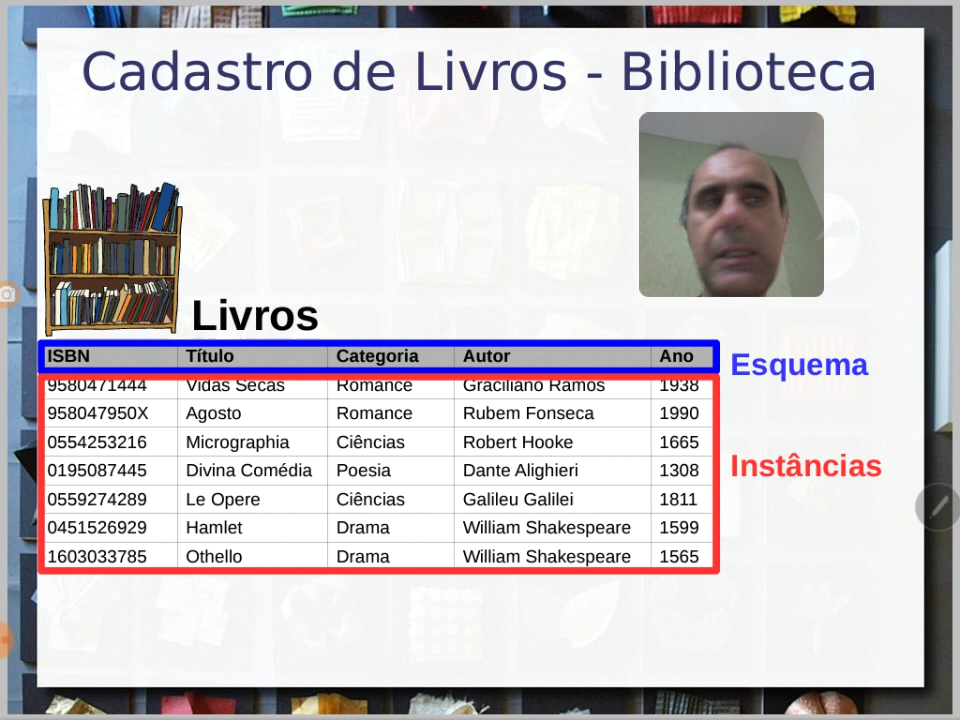 Cadastro de Livros - Biblioteca
Livros
ISBN Título Categoria Autor Ano
Esquema
9580471444 Vidas Secas Romance Graciliano Ramos 1938
958047950X Agosto Romance Rubem Fonseca 1990
0554253216 Micrographia Ciências Robert Hooke 1665
Instâncias
0195087445 Divina Comédia Poesia Dante Alighieri 1308
0559274289 Le Opere Ciências Galileu Galilei 1811
0451526929 Hamlet Drama William Shakespeare 1599
1603033785 Othello Drama William Shakespeare 1565